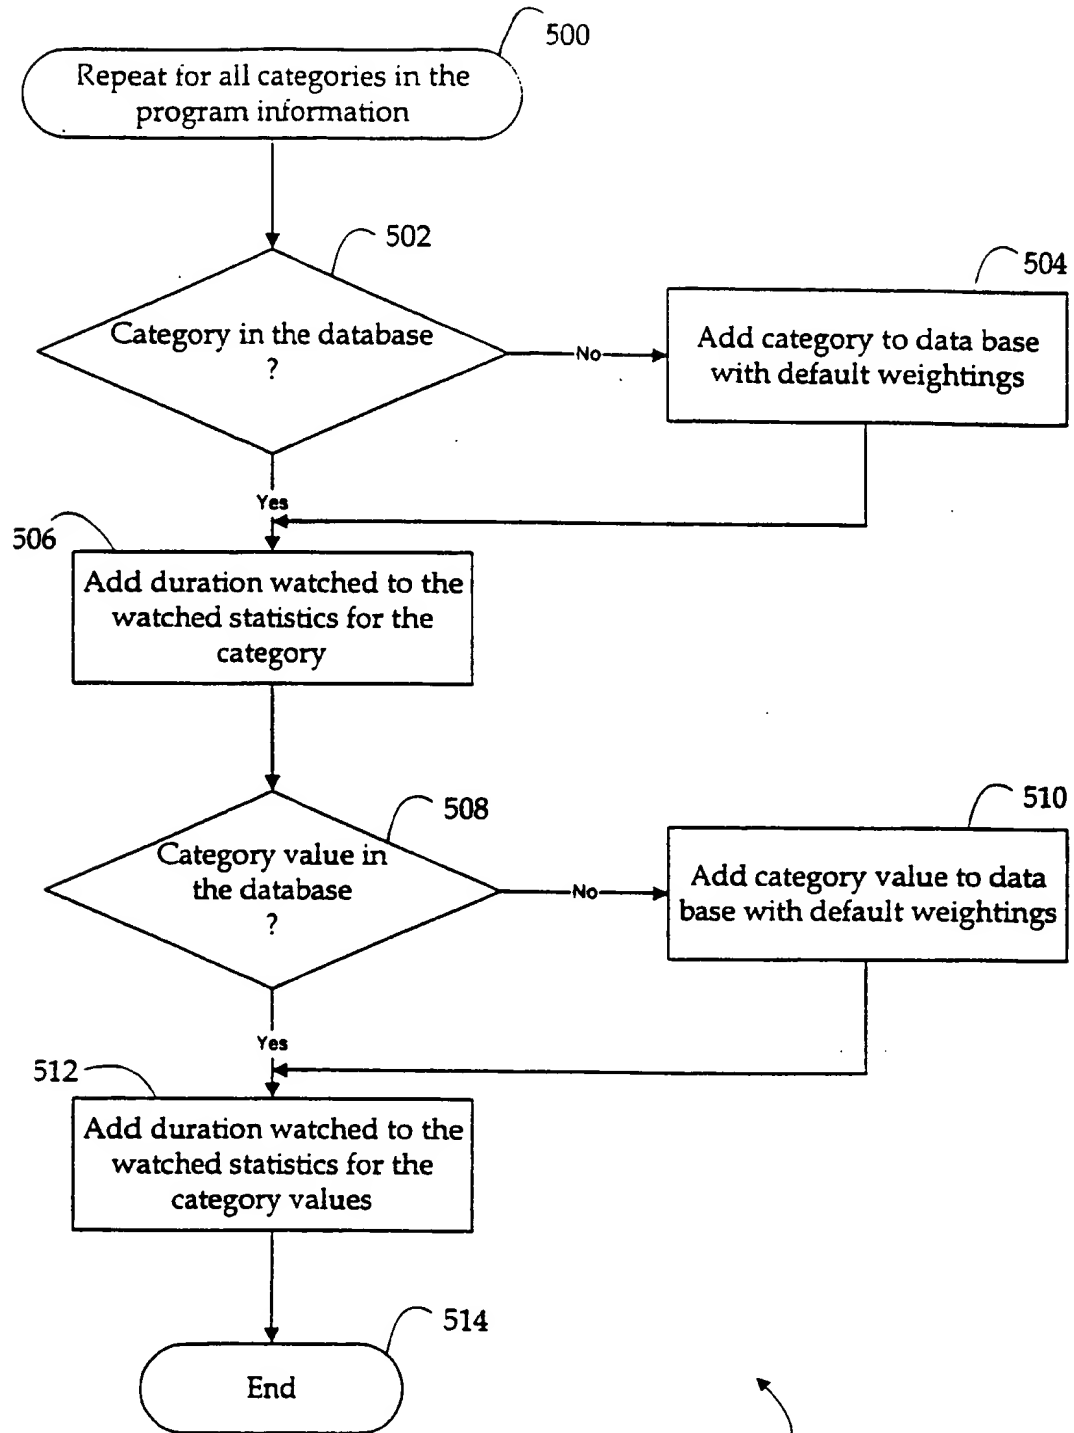 500
Repeat for all categories in the
program information
502
Category in the database
?
No
504
Add category to data base
with default weightings
Yes
506
Add duration watched to the
watched statistics for the
category
508
Category value in
the database
?
No
510
Add category value to data
base with default weightings
Yes
512
Add duration watched to the
watched statistics for the
category values
514
End